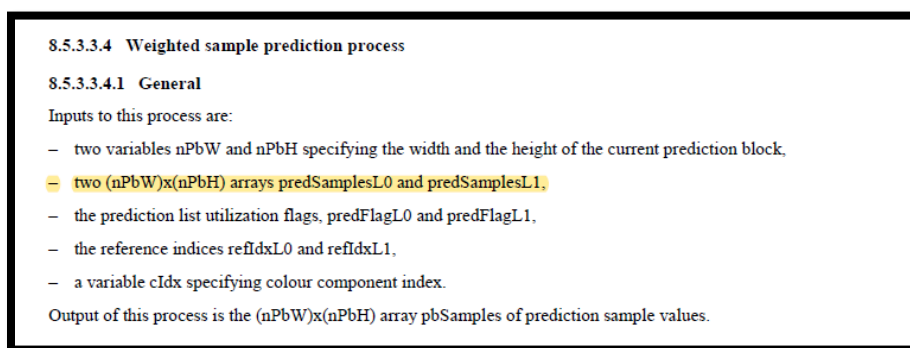 8.5.3.3.4 Weighted sample prediction process
8.5.3.3.4.1 General
Inputs to this process are:
– two variables nPbW and nPbH specifying the width and the height of the current prediction block,
– two (nPbW)x(nPbH) arrays predSamplesL0 and predSamplesL1,
– the prediction list utilization flags, predFlagL0 and predFlagL1,
– the reference indices refIdxL0 and refIdxL1,
– a variable cIdx specifying colour component index.
Output of this process is the (nPbW)x(nPbH) array pbSamples of prediction sample values.